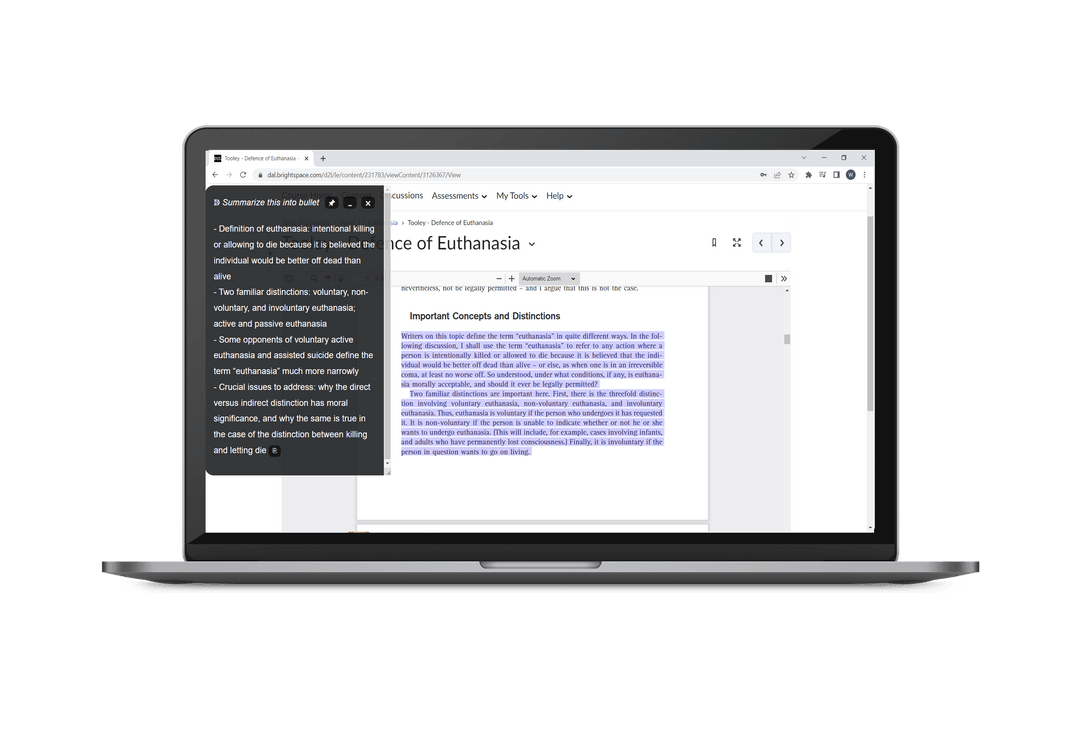 Tooley - Defence of Euthanasia
dal.brightspace.com/d2l/le/content/231783/viewContent/3126367/View
W
scussions
Assessments
My Tools
Help
Tooley - Defence of Euthanasia
nce of Euthanasia
Automatic Zoom
Summarize this into bullet
- Definition of euthanasia: intentional killing
or allowing to die because it is believed the
individual would be better off dead than
alive
- Two familiar distinctions: voluntary, non-
voluntary, and involuntary euthanasia;
active and passive euthanasia
- Some opponents of voluntary active
euthanasia and assisted suicide define the
term “euthanasia” much more narrowly
- Crucial issues to address: why the direct
versus indirect distinction has moral
significance, and why the same is true in
the case of the distinction between killing
and letting die
nevertheless, not be legally permitted – and I argue that this is not the case.
Important Concepts and Distinctions
Writers on this topic define the term “euthanasia” in quite different ways. In the fol-
lowing discussion, I shall use the term “euthanasia” to refer to any action where a
person is intentionally killed or allowed to die because it is believed that the indi-
vidual would be better off dead than alive – or else, as when one is in an irreversible
coma, at least no worse off. So understood, under what conditions, if any, is euthana-
sia morally acceptable, and should it ever be legally permitted?
Two familiar distinctions are important here. First, there is the threefold distinc-
tion involving voluntary euthanasia, non-voluntary euthanasia, and involuntary
euthanasia. Thus, euthanasia is voluntary if the person who undergoes it has requested
it. It is non-voluntary if the person is unable to indicate whether or not he or she
wants to undergo euthanasia. (This will include, for example, cases involving infants,
and adults who have permanently lost consciousness.) Finally, it is involuntary if the
person in question wants to go on living.